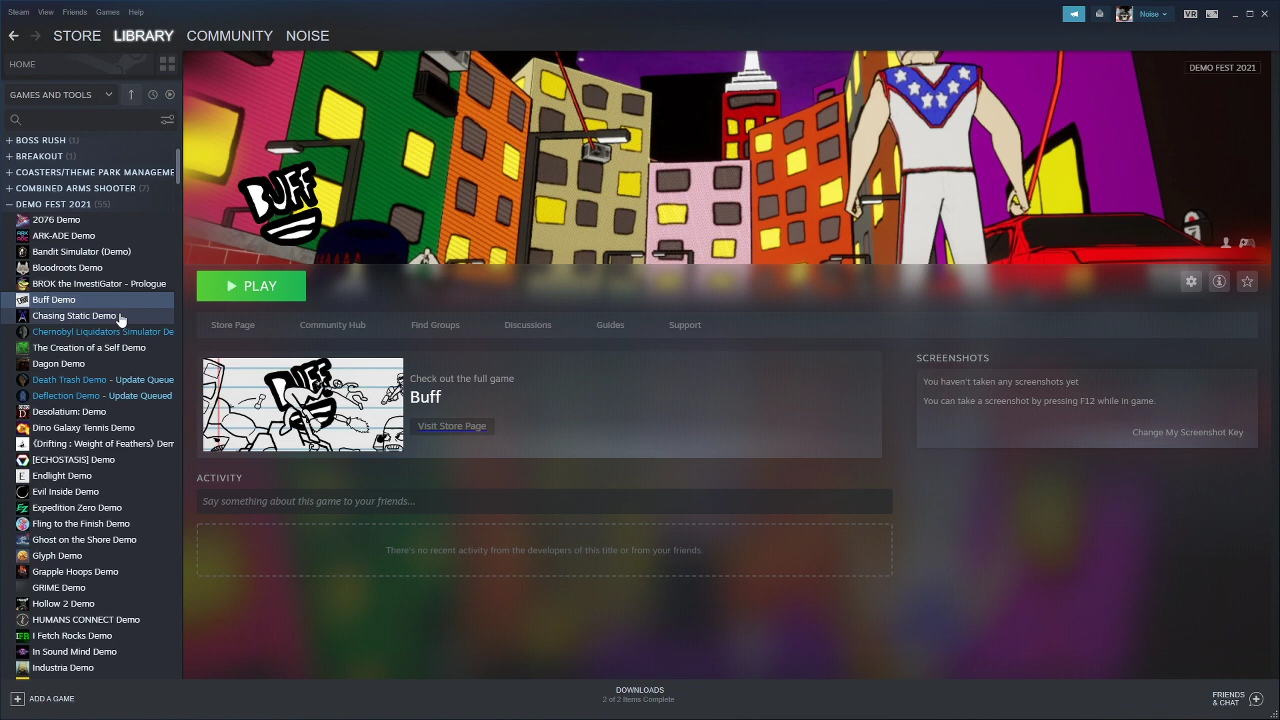 Steam View Friends Games Help
Noise
VR
STORE LIBRARY COMMUNITY NOISE
HOME
GAMES, TOOLS
BOSS RUSH (1)
BREAKOUT (1)
ES/THEME PARK MANAGEME
COMBINED ARMS SHOOTER (7)
DEMO FEST 2021 (55)
2076 Demo
ARK-ADE Demo
Bandit Simulator (Demo)
Bloodroots Demo
BROK the InvestiGator - Prologue
Buff Demo
Chasing Static Demo
Chernobyl Liquidators Simulator De
The Creation of a Self Demo
Dagon Demo
Death Trash Demo - Update Queue
Deflection Demo - Update Queued
Desolatium: Demo
Dino Galaxy Tennis Demo
《Drifting : Weight of Feathers》 Dem
[ECHOSTASIS] Demo
Endlight Demo
Evil Inside Demo
Expedition Zero Demo
Fling to the Finish Demo
Ghost on the Shore Demo
Glyph Demo
Grapple Hoops Demo
GRIME Demo
Hollow 2 Demo
HUMANS CONNECT Demo
I Fetch Rocks Demo
In Sound Mind Demo
Industria Demo
ADD A GAME
DEMO FEST 2021
BUFF
PLAY
Store Page Community Hub Find Groups Discussions Guides Support
BUFF
Check out the full game
Buff
Visit Store Page
ACTIVITY
Say something about this game to your friends...
There's no recent activity from the developers of this title or from your friends.
SCREENSHOTS
You haven't taken any screenshots yet
You can take a screenshot by pressing F12 while in game.
Change My Screenshot Key
DOWNLOADS
2 of 2 Items Complete
FRIENDS
& CHAT